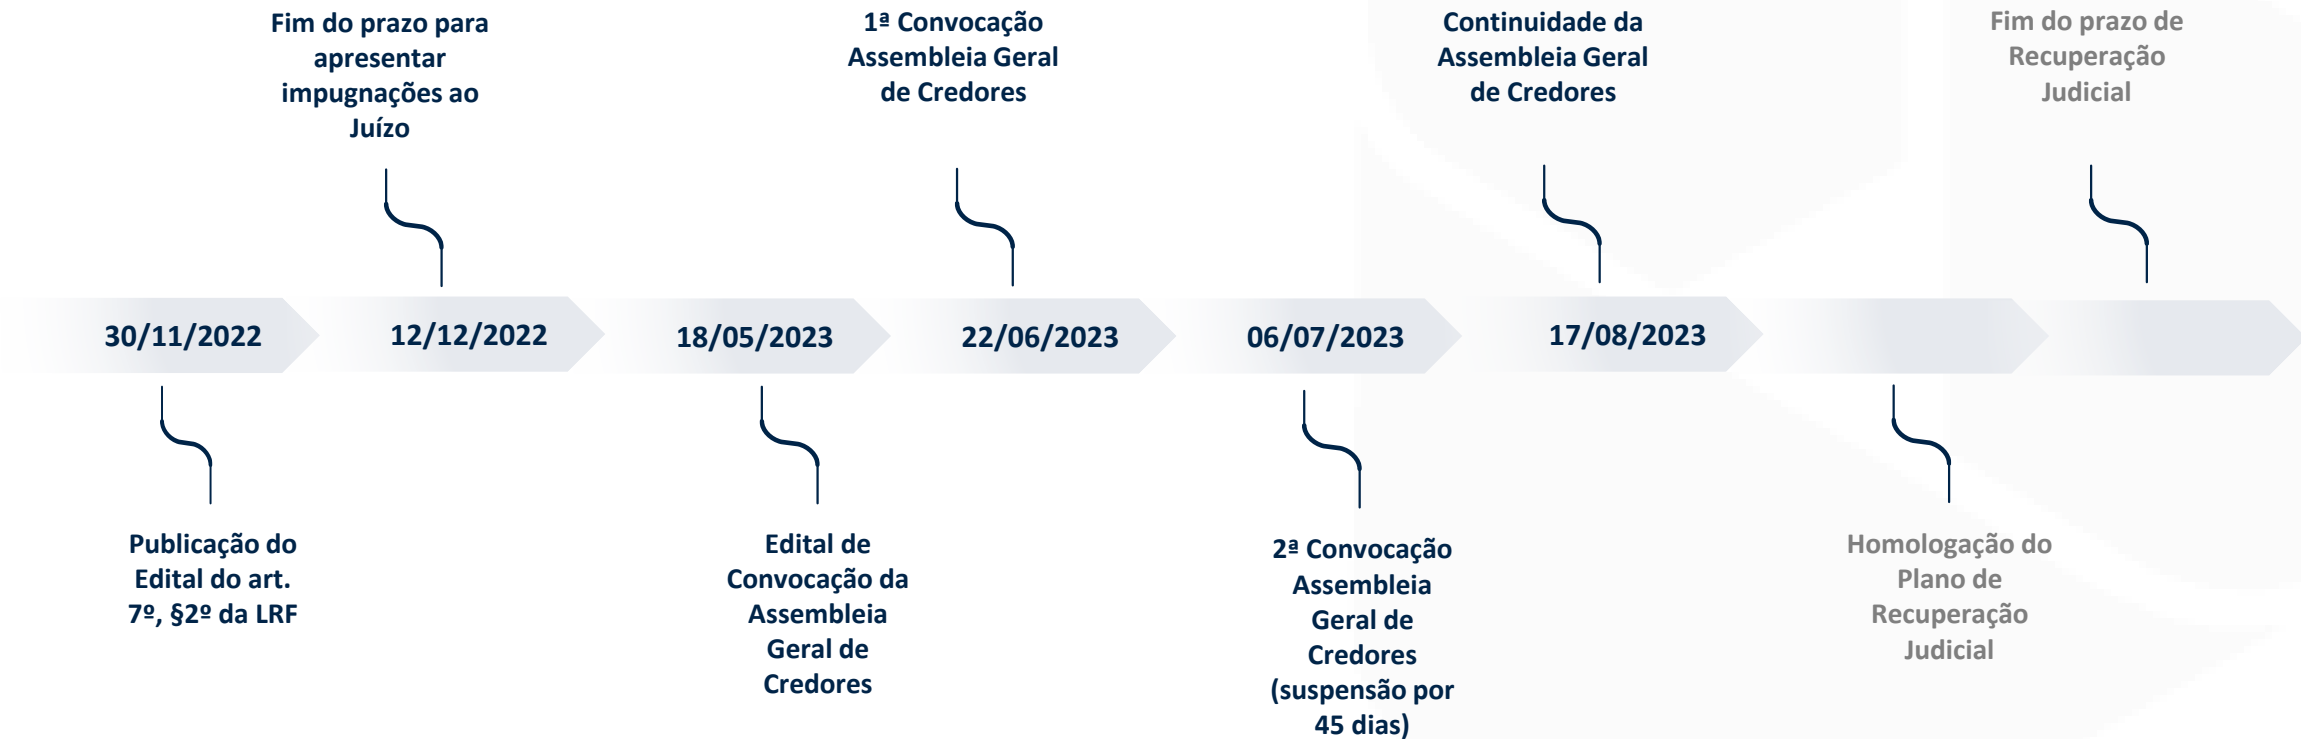 Fim do prazo para
apresentar
impugnações ao
Juízo
1ª Convocação
Assembleia Geral
de Credores
Continuidade da
Assembleia Geral
de Credores
Fim do prazo de
Recuperação
Judicial
30/11/2022
12/12/2022
18/05/2023
22/06/2023
06/07/2023
17/08/2023
Publicação do
Edital do art.
7º, §2º da LRF
Edital de
Convocação da
Assembleia
Geral de
Credores
2ª Convocação
Assembleia
Geral de
Credores
(suspensão por
45 dias)
Homologação do
Plano de
Recuperação
Judicial